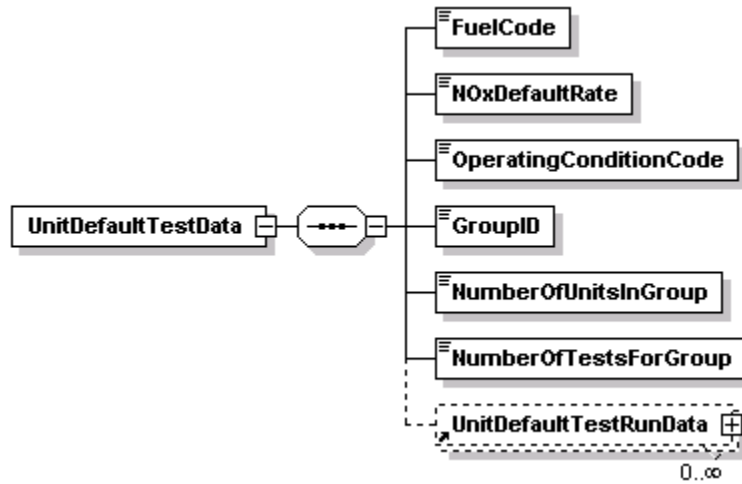 FuelCode
NOxDefaultRate
OperatingConditionCode
UnitDefaultTestData
GroupID
NumberOfUnitsInGroup
NumberOfTestsForGroup
UnitDefaultTestRunData
0..∞